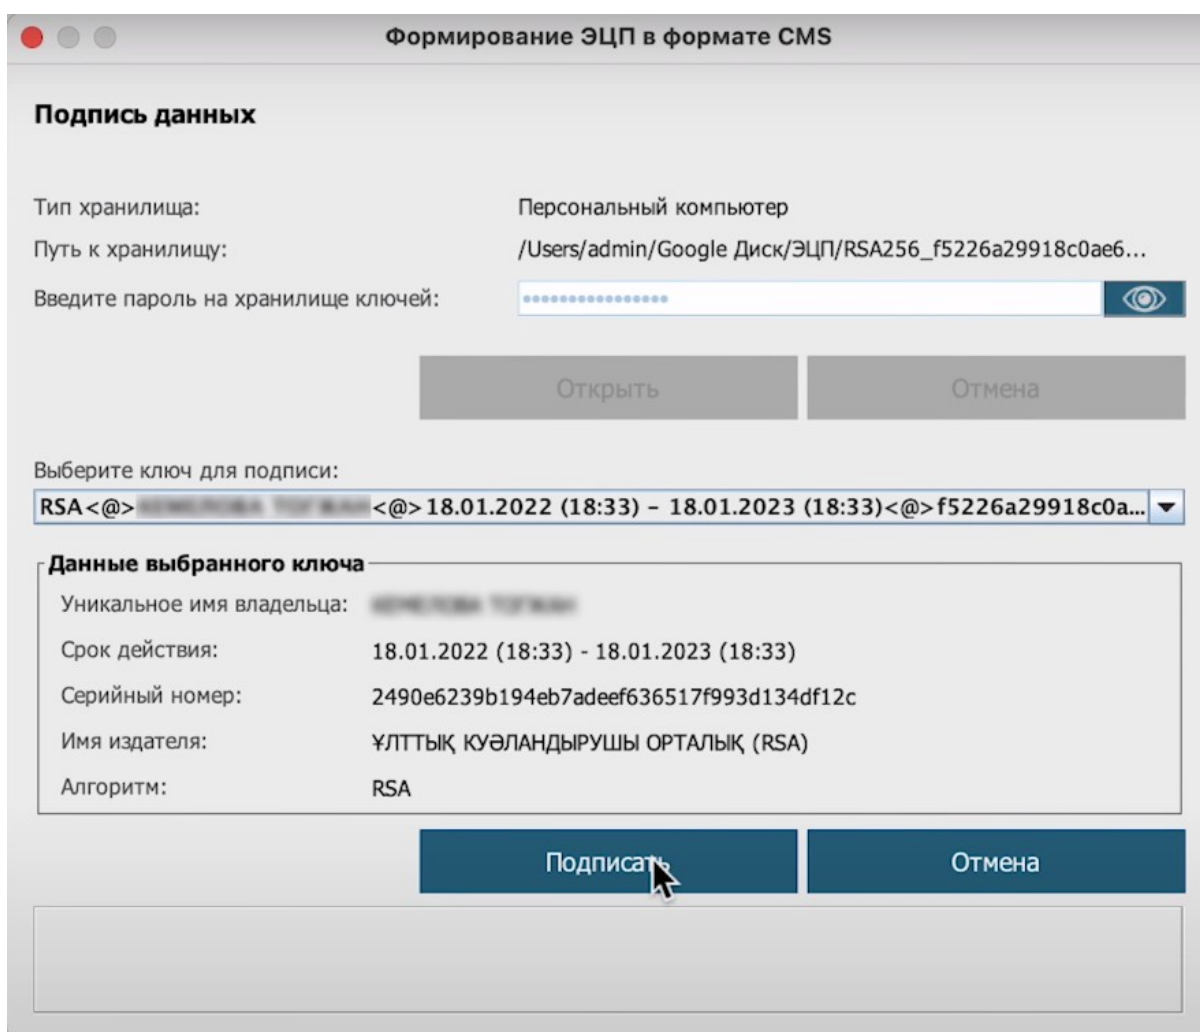 Формирование ЭЦП в формате CMS
Подпись данных
Тип хранилища: Персональный компьютер
Путь к хранилищу: /Users/admin/Google Диск/ЭЦП/RSA256_f5226a29918c0ae6...
Введите пароль на хранилище ключей:
Открыть Отмена
Выберите ключ для подписи:
RSA<@> <@>18.01.2022 (18:33) - 18.01.2023 (18:33)<@>f5226a29918c0a...
Данные выбранного ключа
Уникальное имя владельца:
Срок действия: 18.01.2022 (18:33) - 18.01.2023 (18:33)
Серийный номер: 2490e6239b194eb7adeef636517f993d134df12c
Имя издателя: ҰЛТТЫҚ КУӘЛАНДЫРУШЫ ОРТАЛЫҚ (RSA)
Алгоритм: RSA
Подписать Отмена